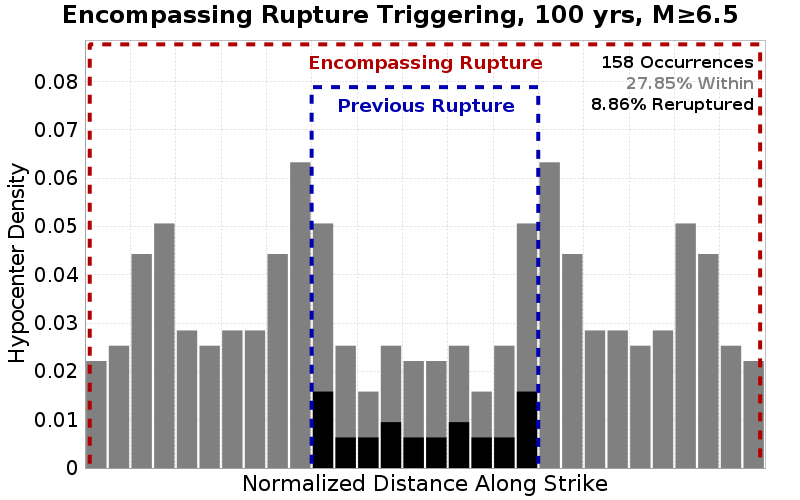 Encompassing Rupture Triggering, 100 yrs, M≥6.5
Encompassing Rupture
158 Occurrences
27.85% Within
Previous Rupture
8.86% Reruptured
Hypocenter Density
0.08
0.07
0.06
0.05
0.04
0.03
0.02
0.01
0
Normalized Distance Along Strike